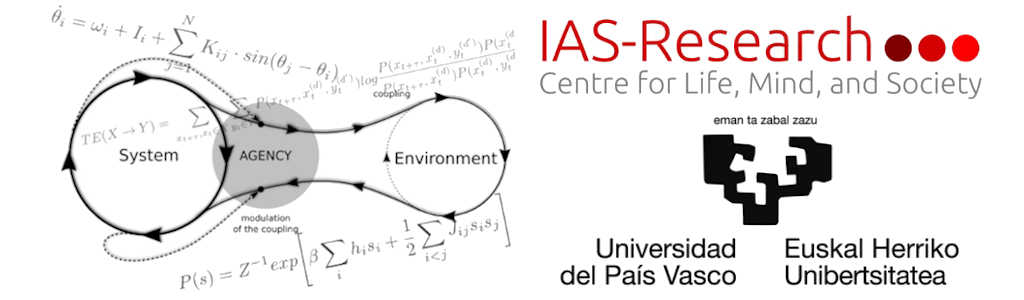 θ̇ᵢ = ωᵢ + Iᵢ + ∑ᴺⱼ₌₁ Kᵢⱼ · sin(θⱼ − θᵢ)
coupling
TE(X → Y) =
System
AGENCY
Environment
modulation
of the coupling
P(s) = Z⁻¹exp[β ∑ᵢ hᵢsᵢ + 1/2 ∑ᵢ<ⱼ Jᵢⱼsᵢsⱼ]
IAS-Research
Centre for Life, Mind, and Society
eman ta zabal zazu
Universidad
del País Vasco
Euskal Herriko
Unibertsitatea